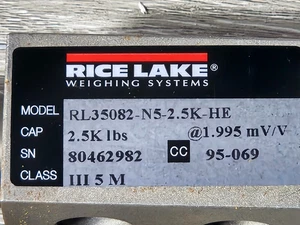 RICE LAKE®
WEIGHING SYSTEMS
MODEL RL35082-N5-2.5K-HE
CAP 2.5K lbs @1.995 mV/V
SN 80462982 CC 95-069
CLASS III 5 M